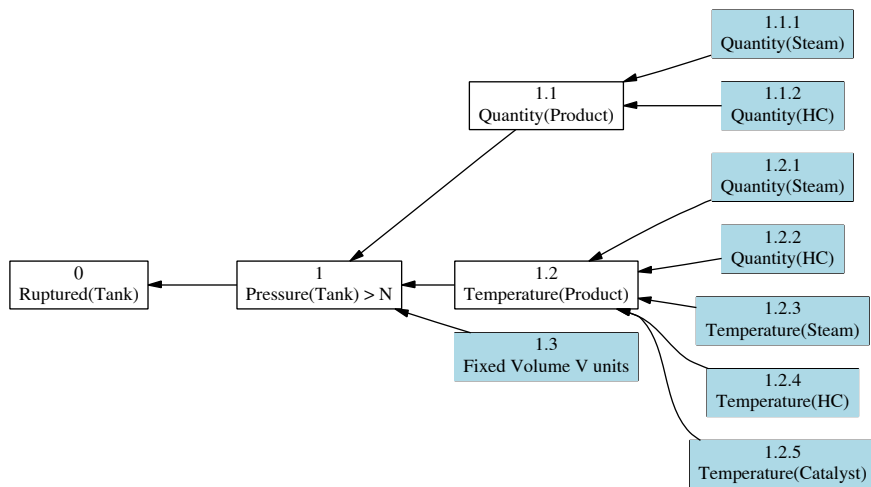 1.1.1
Quantity(Steam)
1.1
Quantity(Product)
1.1.2
Quantity(HC)
1.2.1
Quantity(Steam)
1.2.2
Quantity(HC)
0
Ruptured(Tank)
1
Pressure(Tank) > N
1.2
Temperature(Product)
1.2.3
Temperature(Steam)
1.3
Fixed Volume V units
1.2.4
Temperature(HC)
1.2.5
Temperature(Catalyst)